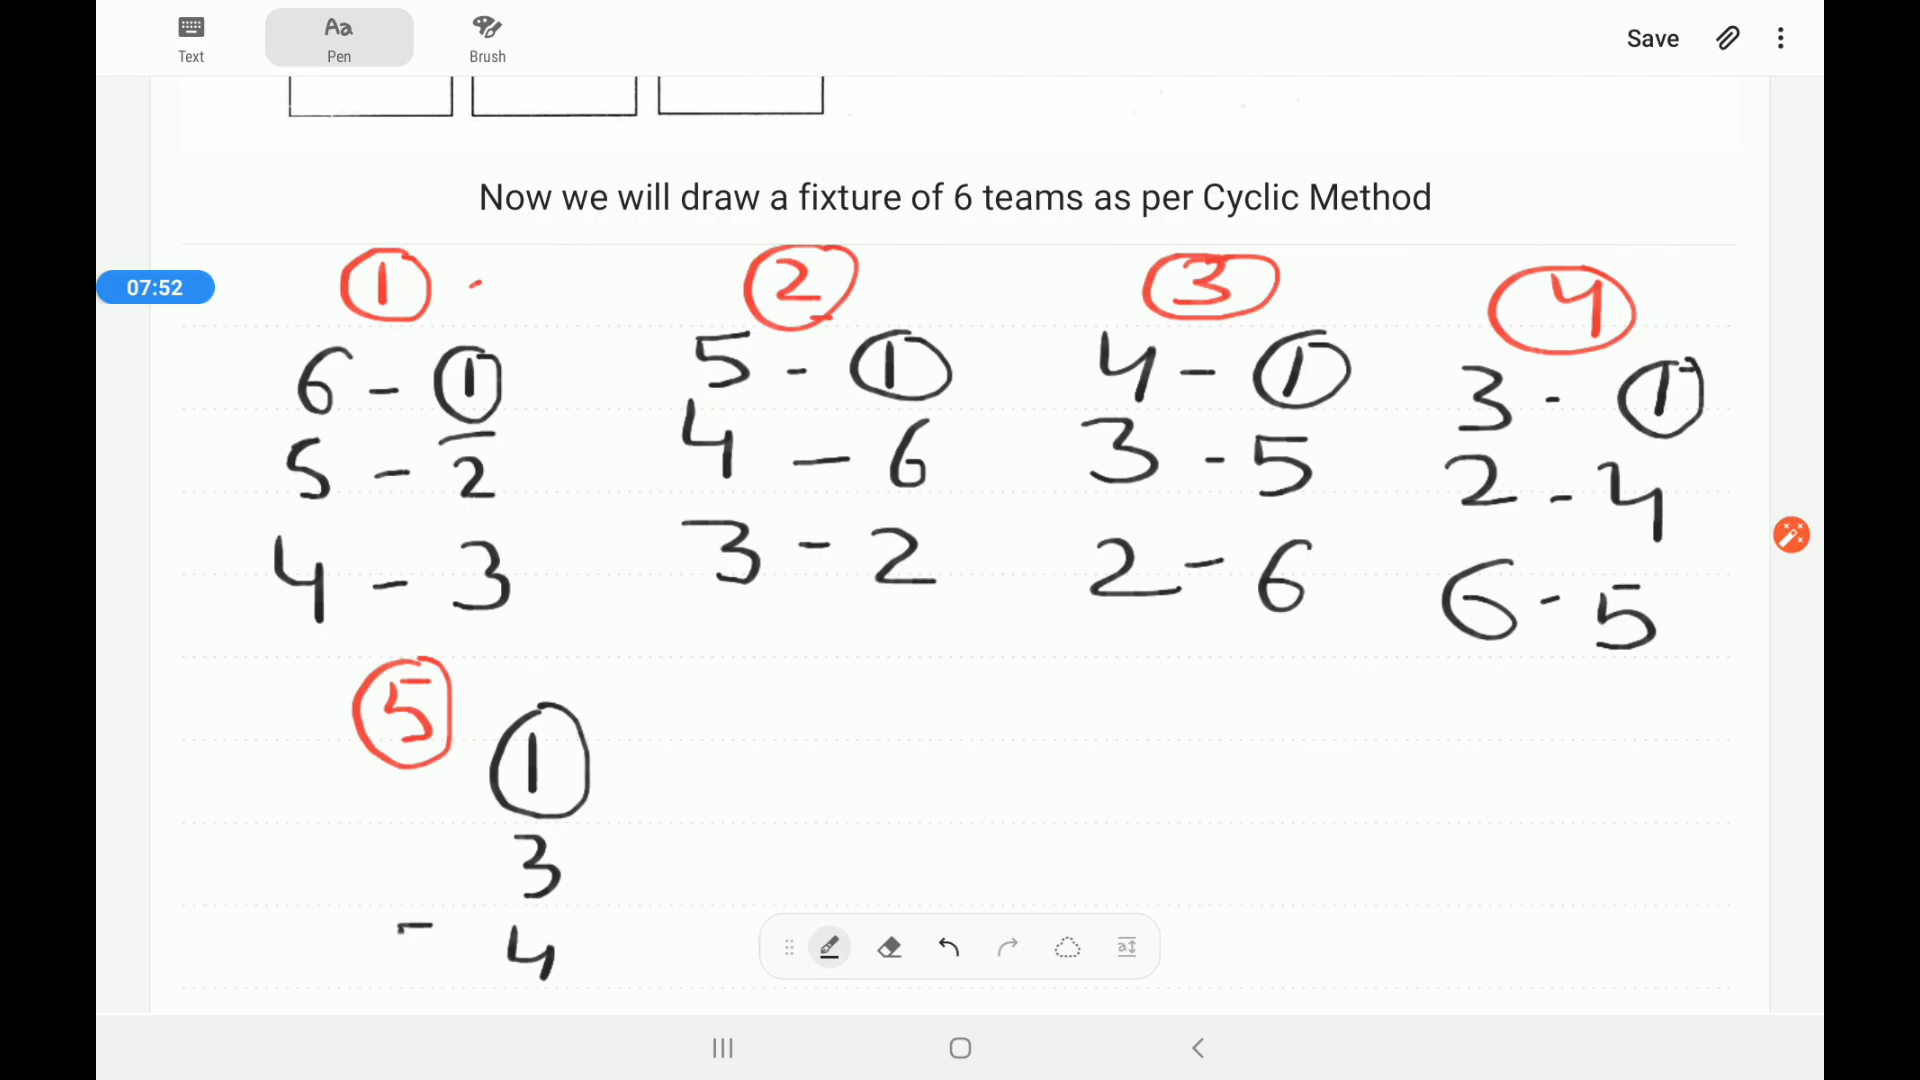 Text
Aa
Pen
Brush
Save
Now we will draw a fixture of 6 teams as per Cyclic Method
07:52
1 2 3 4
6 - 1 5 - 1 4 - 1 3 - 1
5 - 2 4 - 6 3 - 5 2 - 4
4 - 3 3 - 2 2 - 6 6 - 5
5
1
3
- 4